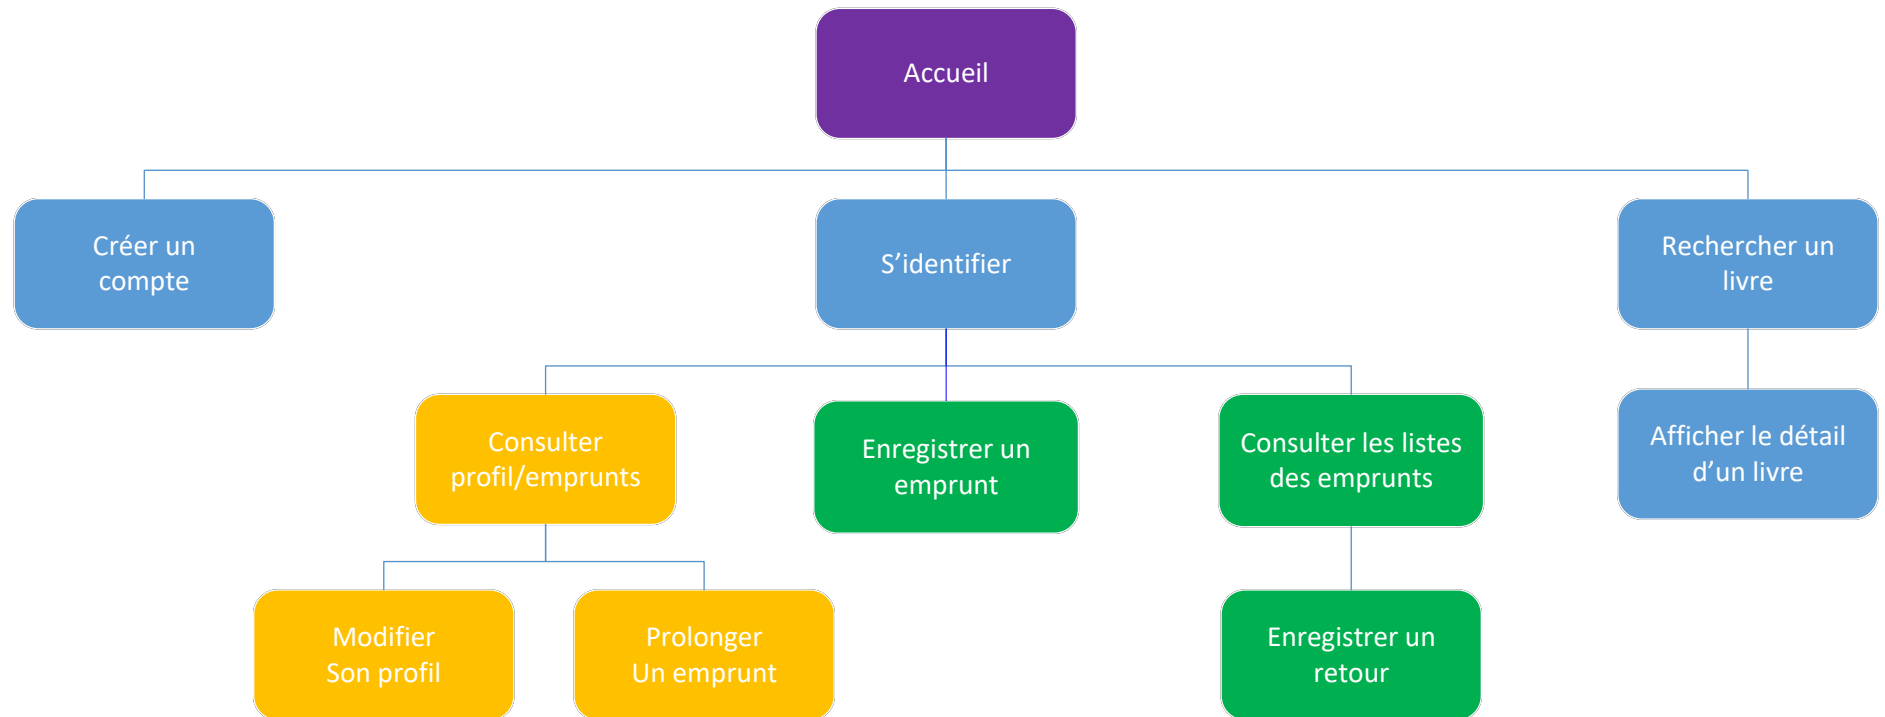 Accueil
Créer un
compte
S’identifier
Rechercher un
livre
Consulter
profil/emprunts
Enregistrer un
emprunt
Consulter les listes
des emprunts
Afficher le détail
d’un livre
Modifier
Son profil
Prolonger
Un emprunt
Enregistrer un
retour